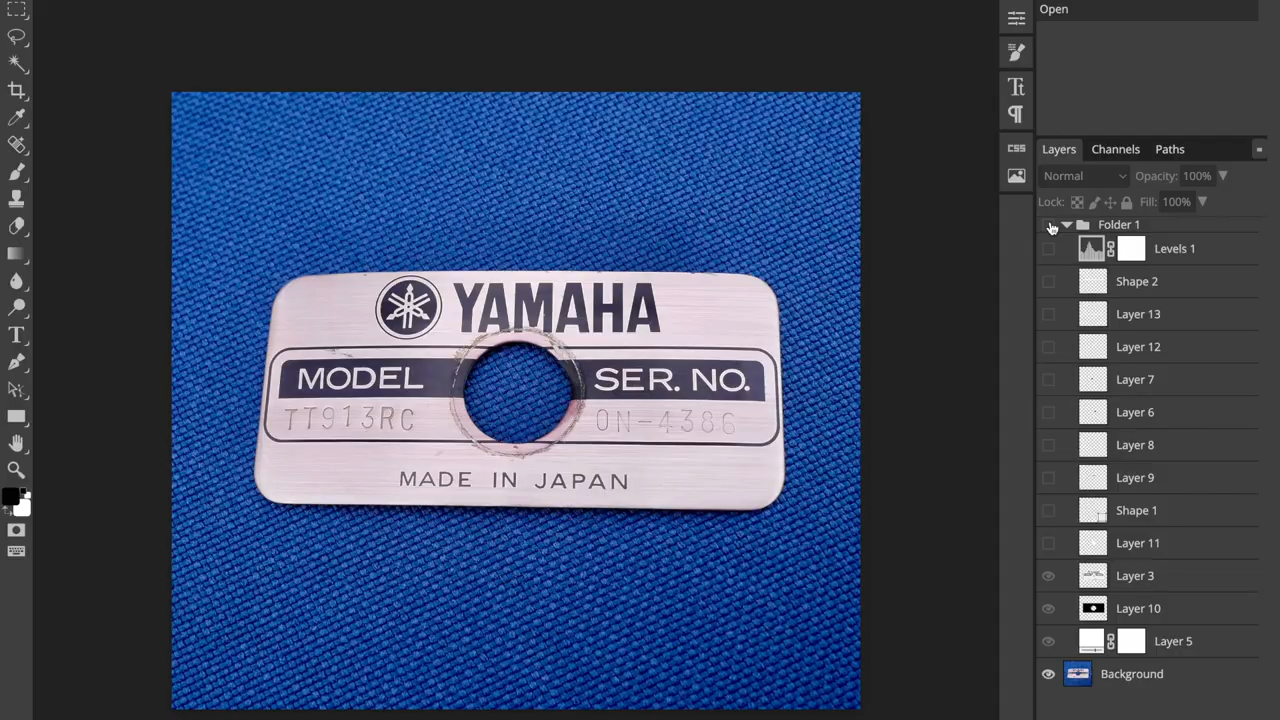 Open
Layers Channels Paths
Normal Opacity: 100%
Lock: Fill: 100%
Folder 1
Levels 1
Shape 2
Layer 13
Layer 12
Layer 7
Layer 6
Layer 8
Layer 9
Shape 1
Layer 11
Layer 3
Layer 10
Layer 5
Background
Tt
CSS
T
YAMAHA
MODEL SER. NO.
TT913RC ON-4386
MADE IN JAPAN